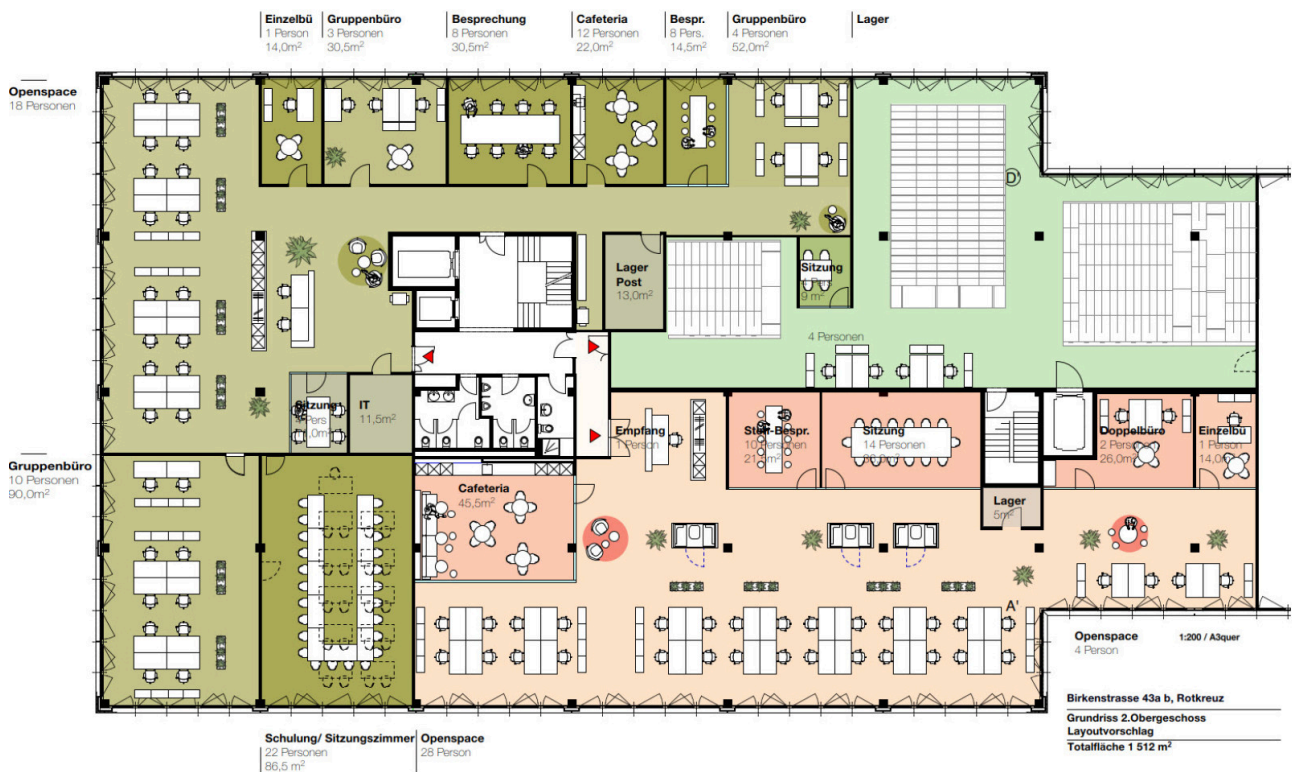 Einzelbü
1 Person
14,0m²
Gruppenbüro
3 Personen
30,5m²
Besprechung
8 Personen
30,5m²
Cafeteria
12 Personen
22,0m²
Bespr.
8 Pers.
14,5m²
Gruppenbüro
4 Personen
52,0m²
Lager
Openspace
18 Personen
D'
Lager
Post
13,0m²
Sitzung
9 m²
4 Personen
Sitzung
IT
11,5m²
Empfang
1 Person
Steh-Bespr.
10 Personen
Sitzung
14 Personen
Doppelbüro
2 Personen
26,0m²
Einzelbü
1 Person
14,0m²
Gruppenbüro
10 Personen
90,0m²
Cafeteria
45,5m²
Lager
5m²
A'
Openspace
4 Person
1:200 / A3quer
Birkenstrasse 43a b, Rotkreuz
Grundriss 2.Obergeschoss
Layoutvorschlag
Totalfläche 1 512 m²
Schulung/ Sitzungszimmer
22 Personen
86,5 m²
Openspace
28 Person